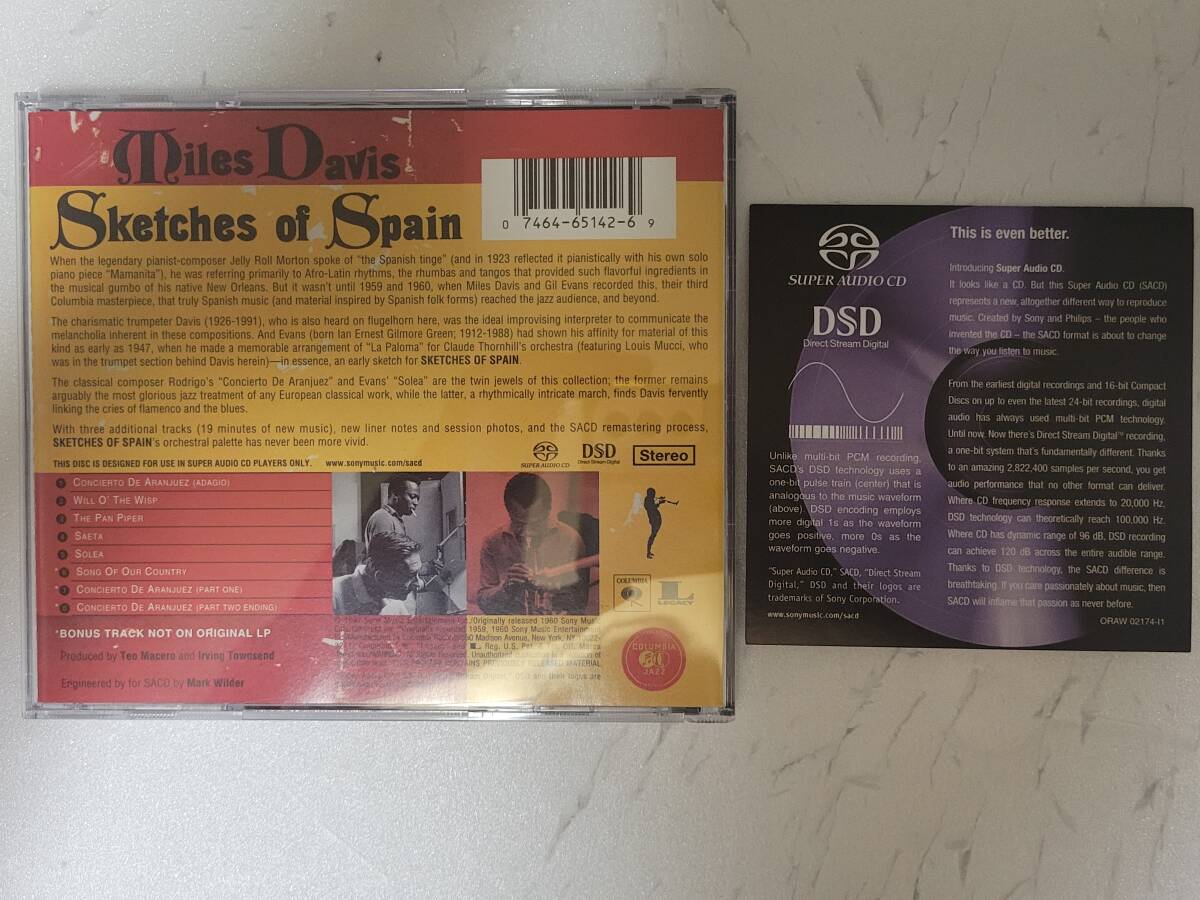 Miles Davis
Sketches of Spain
0 7464-65142-6 9
When the legendary pianist-composer Jelly Roll Morton spoke of "the Spanish tinge" (and in 1923 reflected it pianistically with his own solo
piano piece "Mamanita"), he was referring primarily to Afro-Latin rhythms, the rhumbas and tangos that provided such flavorful ingredients in
the musical gumbo of his native New Orleans. But it wasn't until 1959 and 1960, when Miles Davis and Gil Evans recorded this, their third
Columbia masterpiece, that truly Spanish music (and material inspired by Spanish folk forms) reached the jazz audience, and beyond.
The charismatic trumpeter Davis (1926-1991), who is also heard on flugelhorn here, was the ideal improvising interpreter to communicate the
melancholia inherent in these compositions. And Evans (born Ian Ernest Gilmore Green; 1912-1988) had shown his affinity for material of this
kind as early as 1947, when he made a memorable arrangement of "La Paloma" for Claude Thornhill's orchestra (featuring Louis Mucci, who
was in the trumpet section behind Davis herein)—in essence, an early sketch for SKETCHES OF SPAIN.
The classical composer Rodrigo's "Concierto De Aranjuez" and Evans' "Solea" are the twin jewels of this collection; the former remains
arguably the most glorious jazz treatment of any European classical work, while the latter, a rhythmically intricate march, finds Davis fervently
linking the cries of flamenco and the blues.
With three additional tracks (19 minutes of new music), new liner notes and session photos, and the SACD remastering process,
SKETCHES OF SPAIN's orchestral palette has never been more vivid.
THIS DISC IS DESIGNED FOR USE IN SUPER AUDIO CD PLAYERS ONLY. www.sonymusic.com/sacd
SUPER AUDIO CD
DSD
Direct Stream Digital
Stereo
1 CONCIERTO DE ARANJUEZ (ADAGIO)
2 WILL O' THE WISP
3 THE PAN PIPER
4 SAETA
5 SOLEA
*6 SONG OF OUR COUNTRY
*7 CONCIERTO DE ARANJUEZ (PART ONE)
*8 CONCIERTO DE ARANJUEZ (PART TWO ENDING)
*BONUS TRACK NOT ON ORIGINAL LP
Produced by Teo Macero and Irving Townsend
Engineered by for SACD by Mark Wilder
COLUMBIA
L
LEGACY
COLUMBIA
JAZZ
SUPER AUDIO CD
DSD
Direct Stream Digital
Unlike multi-bit PCM recording,
SACD's DSD technology uses a
one-bit pulse train (center) that is
analogous to the music waveform
(above). DSD encoding employs
more digital 1s as the waveform
goes positive, more 0s as the
waveform goes negative.
"Super Audio CD," SACD, "Direct Stream
Digital," DSD and their logos are
trademarks of Sony Corporation.
www.sonymusic.com/sacd
This is even better.
Introducing Super Audio CD.
It looks like a CD. But this Super Audio CD (SACD)
represents a new, altogether different way to reproduce
music. Created by Sony and Philips – the people who
invented the CD – the SACD format is about to change
the way you listen to music.
From the earliest digital recordings and 16-bit Compact
Discs on up to even the latest 24-bit recordings, digital
audio has always used multi-bit PCM technology.
Until now. Now there's Direct Stream Digital™ recording,
a one-bit system that's fundamentally different. Thanks
to an amazing 2,822,400 samples per second, you get
audio performance that no other format can deliver.
Where CD frequency response extends to 20,000 Hz,
DSD technology can theoretically reach 100,000 Hz.
Where CD has dynamic range of 96 dB, DSD recording
can achieve 120 dB across the entire audible range.
Thanks to DSD technology, the SACD difference is
breathtaking. If you care passionately about music, then
SACD will inflame that passion as never before.
ORAW 02174-I1